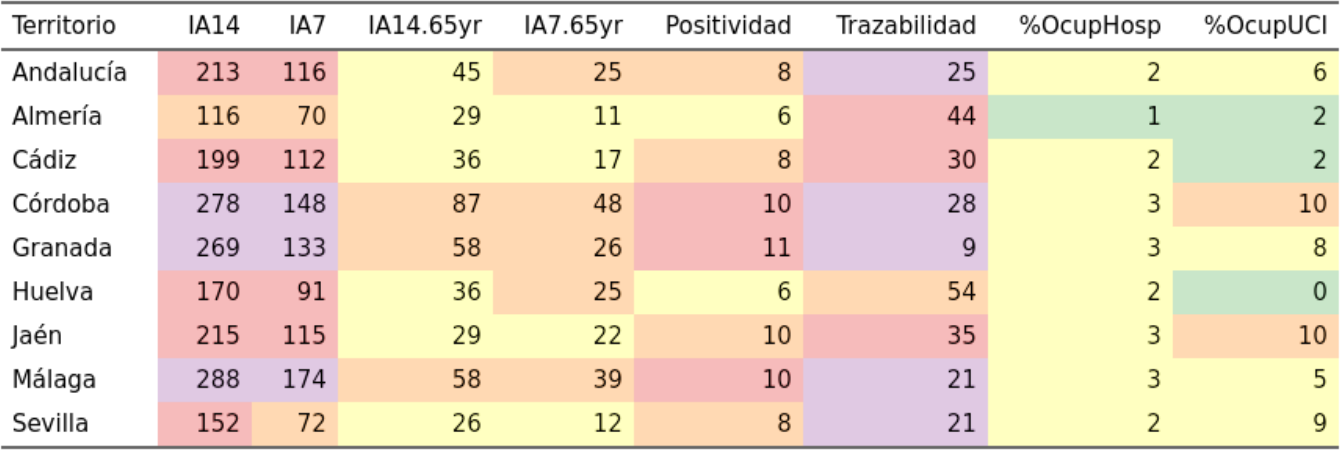 Territorio IA14 IA7 IA14.65yr IA7.65yr Positividad Trazabilidad %OcupHosp %OcupUCI
Andalucía 213 116 45 25 8 25 2 6
Almería 116 70 29 11 6 44 1 2
Cádiz 199 112 36 17 8 30 2 2
Córdoba 278 148 87 48 10 28 3 10
Granada 269 133 58 26 11 9 3 8
Huelva 170 91 36 25 6 54 2 0
Jaén 215 115 29 22 10 35 3 10
Málaga 288 174 58 39 10 21 3 5
Sevilla 152 72 26 12 8 21 2 9